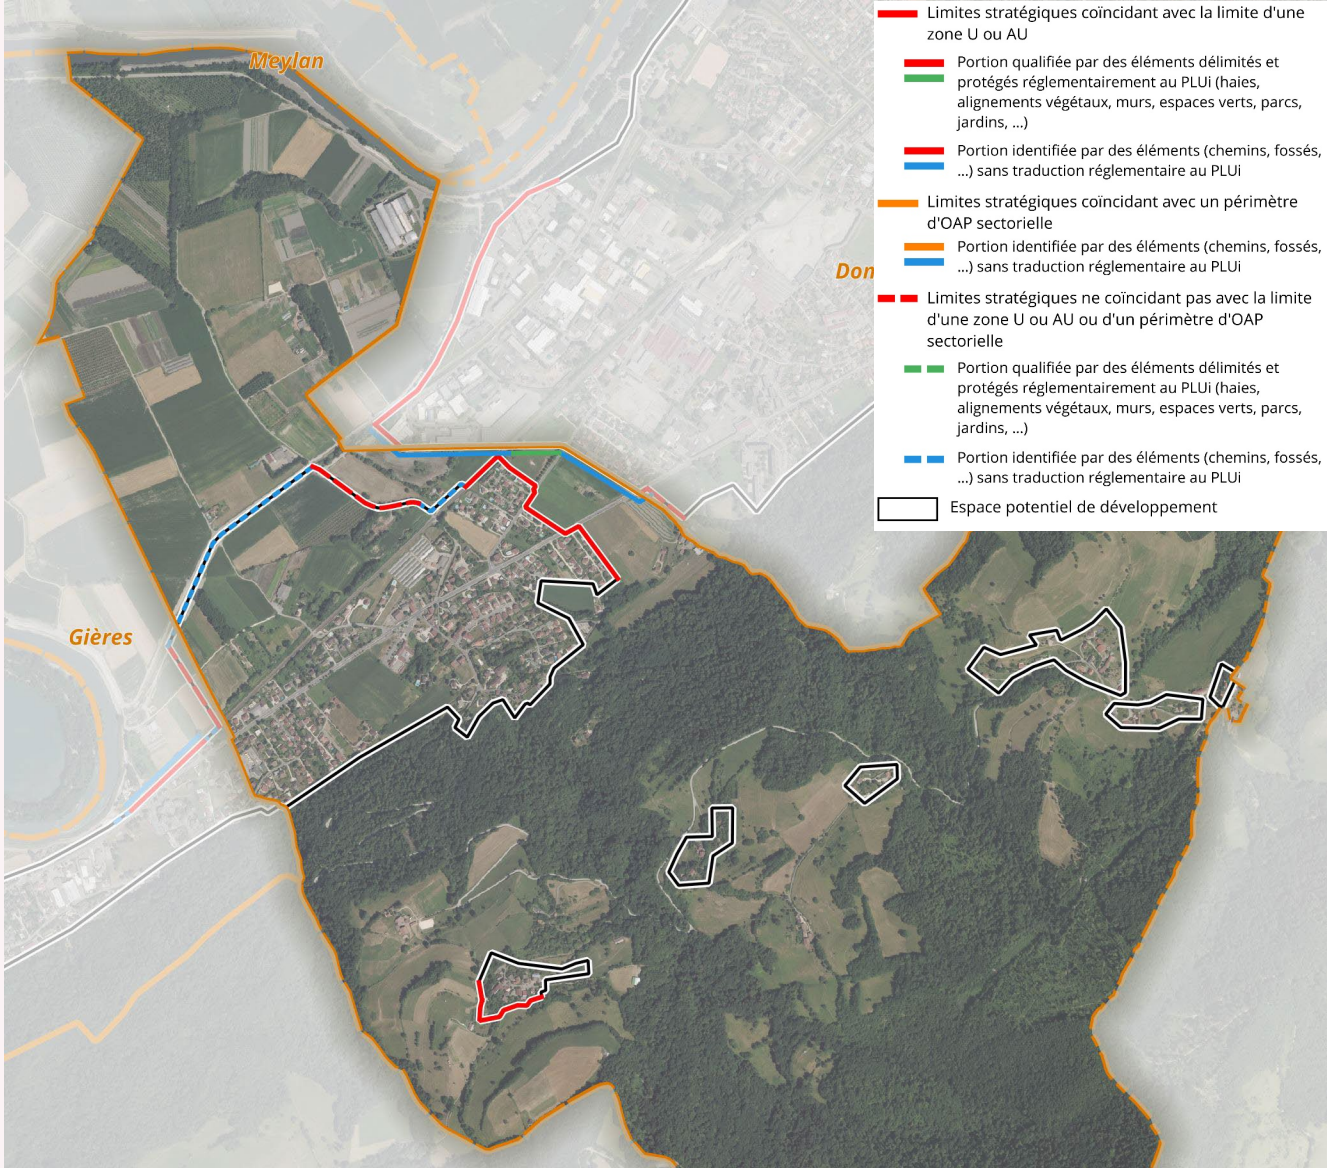 Meylan
Limites stratégiques coïncidant avec la limite d'une
zone U ou AU
Portion qualifiée par des éléments délimités et
protégés réglementairement au PLUi (haies,
alignements végétaux, murs, espaces verts, parcs,
jardins, ...)
Portion identifiée par des éléments (chemins, fossés,
...) sans traduction réglementaire au PLUi
Limites stratégiques coïncidant avec un périmètre
d'OAP sectorielle
Portion identifiée par des éléments (chemins, fossés,
...) sans traduction réglementaire au PLUi
Limites stratégiques ne coïncidant pas avec la limite
d'une zone U ou AU ou d'un périmètre d'OAP
sectorielle
Portion qualifiée par des éléments délimités et
protégés réglementairement au PLUi (haies,
alignements végétaux, murs, espaces verts, parcs,
jardins, ...)
Portion identifiée par des éléments (chemins, fossés,
...) sans traduction réglementaire au PLUi
Espace potentiel de développement
Dom
Gières